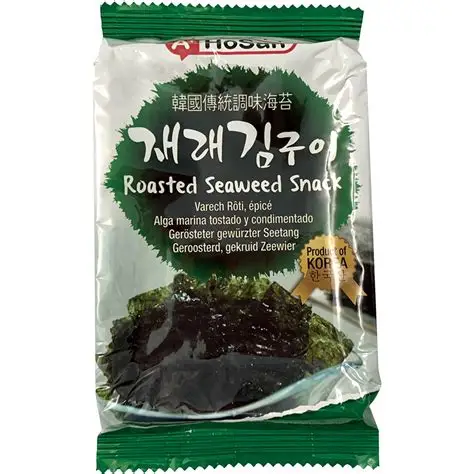 A+ HoSan
韓國傳統調味海苔
재래김구이
Roasted Seaweed Snack
Varech Rôti, épicé
Alga marina tostado y condimentado
Gerösteter gewürzter Seetang
Geroosterd, gekruid Zeewier
Product of
KOREA
한국산